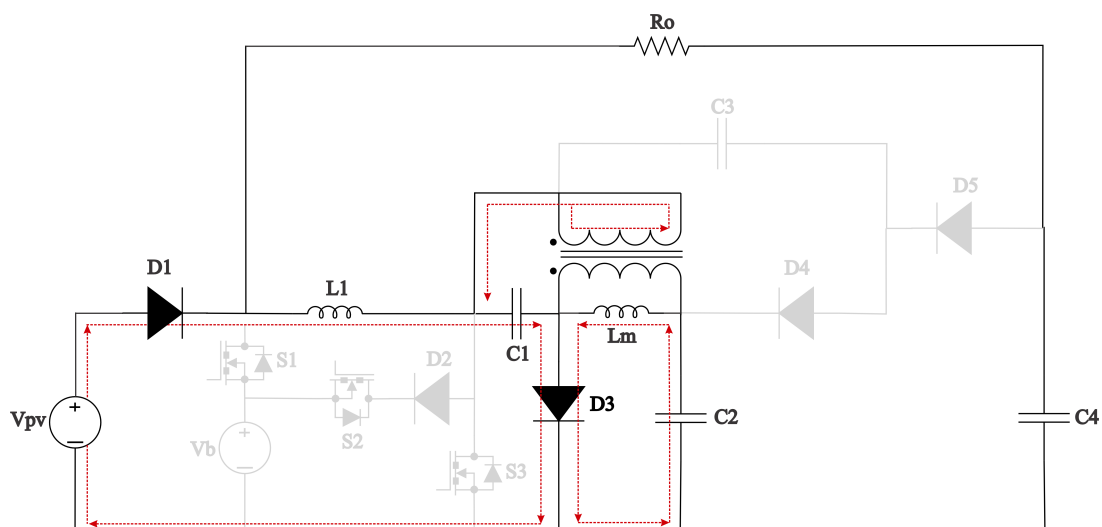 Ro
C3
D5
D1
D4
L1
C1
Lm
S1
D2
D3
Vpv
+
C2
C4
S2
Vb
+
S3